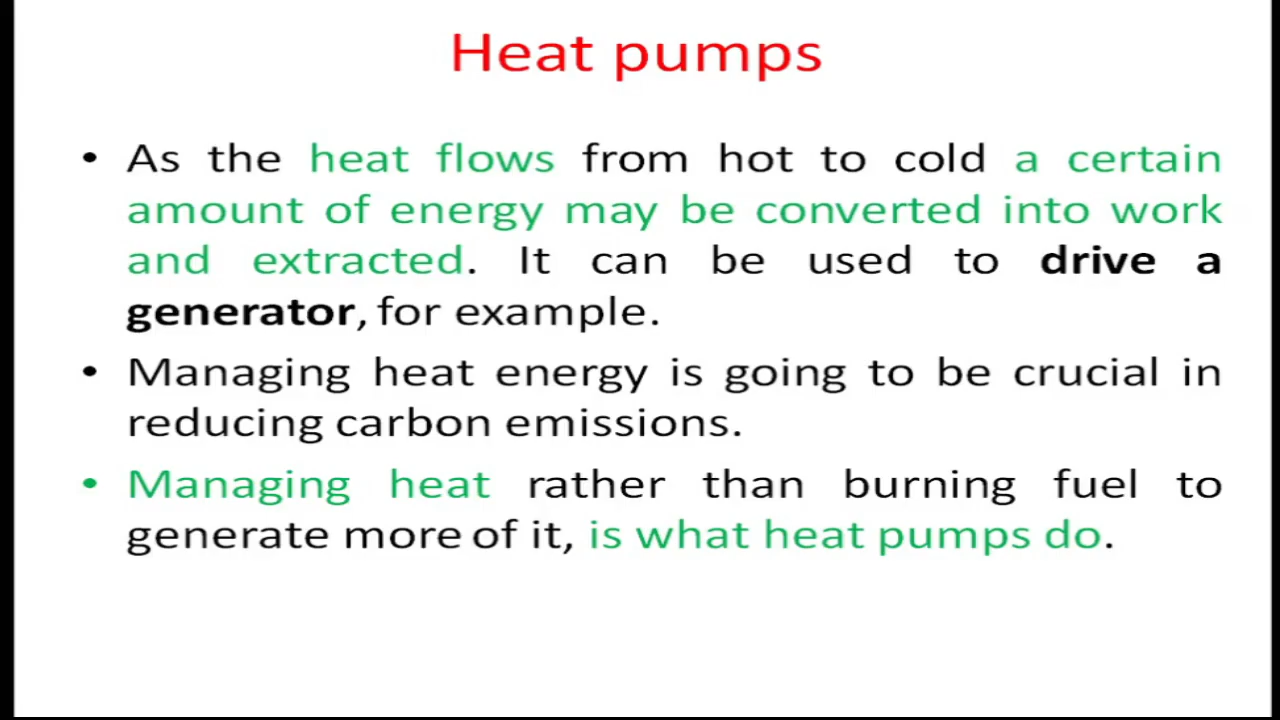 Heat pumps
• As the heat flows from hot to cold a certain
amount of energy may be converted into work
and extracted. It can be used to drive a
generator, for example.
• Managing heat energy is going to be crucial in
reducing carbon emissions.
• Managing heat rather than burning fuel to
generate more of it, is what heat pumps do.